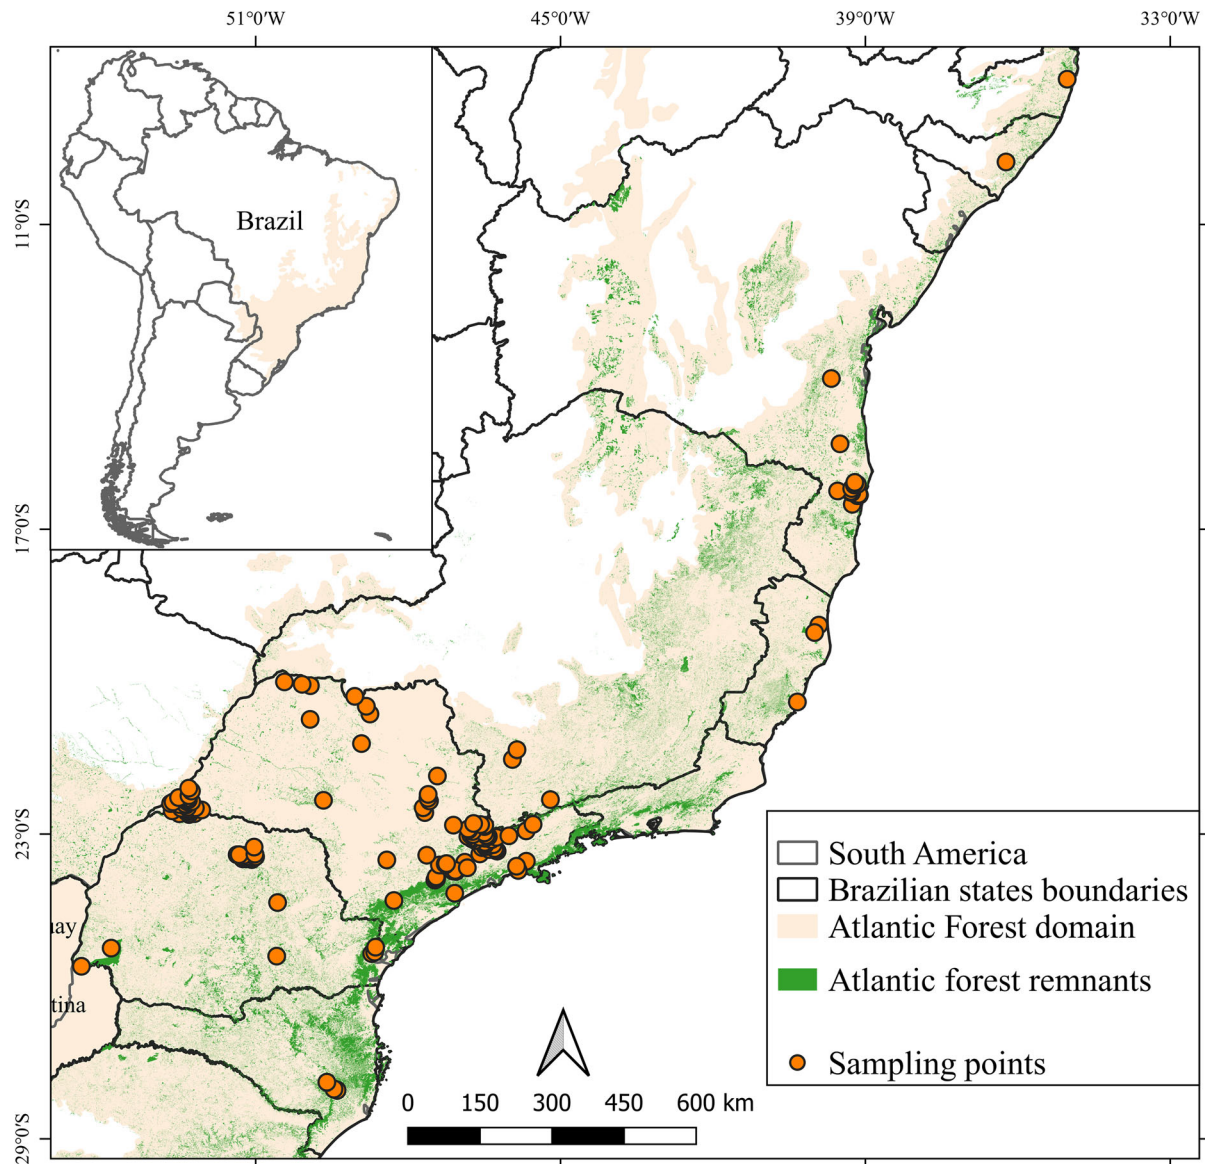 51°0'W
45°0'W
39°0'W
33°0'W
Brazil
11°0'S
17°0'S
23°0'S
29°0'S
uay
tina
South America
Brazilian states boundaries
Atlantic Forest domain
Atlantic forest remnants
Sampling points
0 150 300 450 600 km